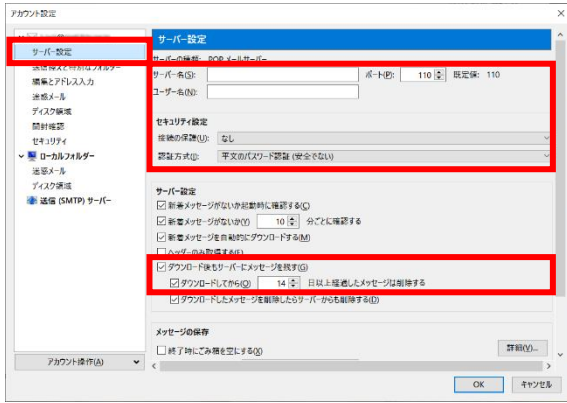 アカウント設定
サーバー設定
編集とアドレス入力
迷惑メール
ディスク領域
開封確認
セキュリティ
ローカルフォルダー
迷惑メール
ディスク領域
送信 (SMTP) サーバー
アカウント操作(A)
サーバー設定
サーバーの種類: POP メールサーバー
サーバー名(S): ポート(P): 110 既定値: 110
ユーザー名(N):
セキュリティ設定
接続の保護(U): なし
認証方式(I): 平文のパスワード認証 (安全でない)
サーバー設定
新着メッセージがないか起動時に確認する(C)
新着メッセージがないか(Y) 10 分ごとに確認する
新着メッセージを自動的にダウンロードする(M)
ヘッダーのみ取得する(F)
ダウンロード後もサーバーにメッセージを残す(G)
ダウンロードしてから(O) 14 日以上経過したメッセージは削除する
ダウンロードしたメッセージを削除したらサーバーからも削除する(D)
メッセージの保存
終了時にごみ箱を空にする(X) 詳細(V)...
OK キャンセル